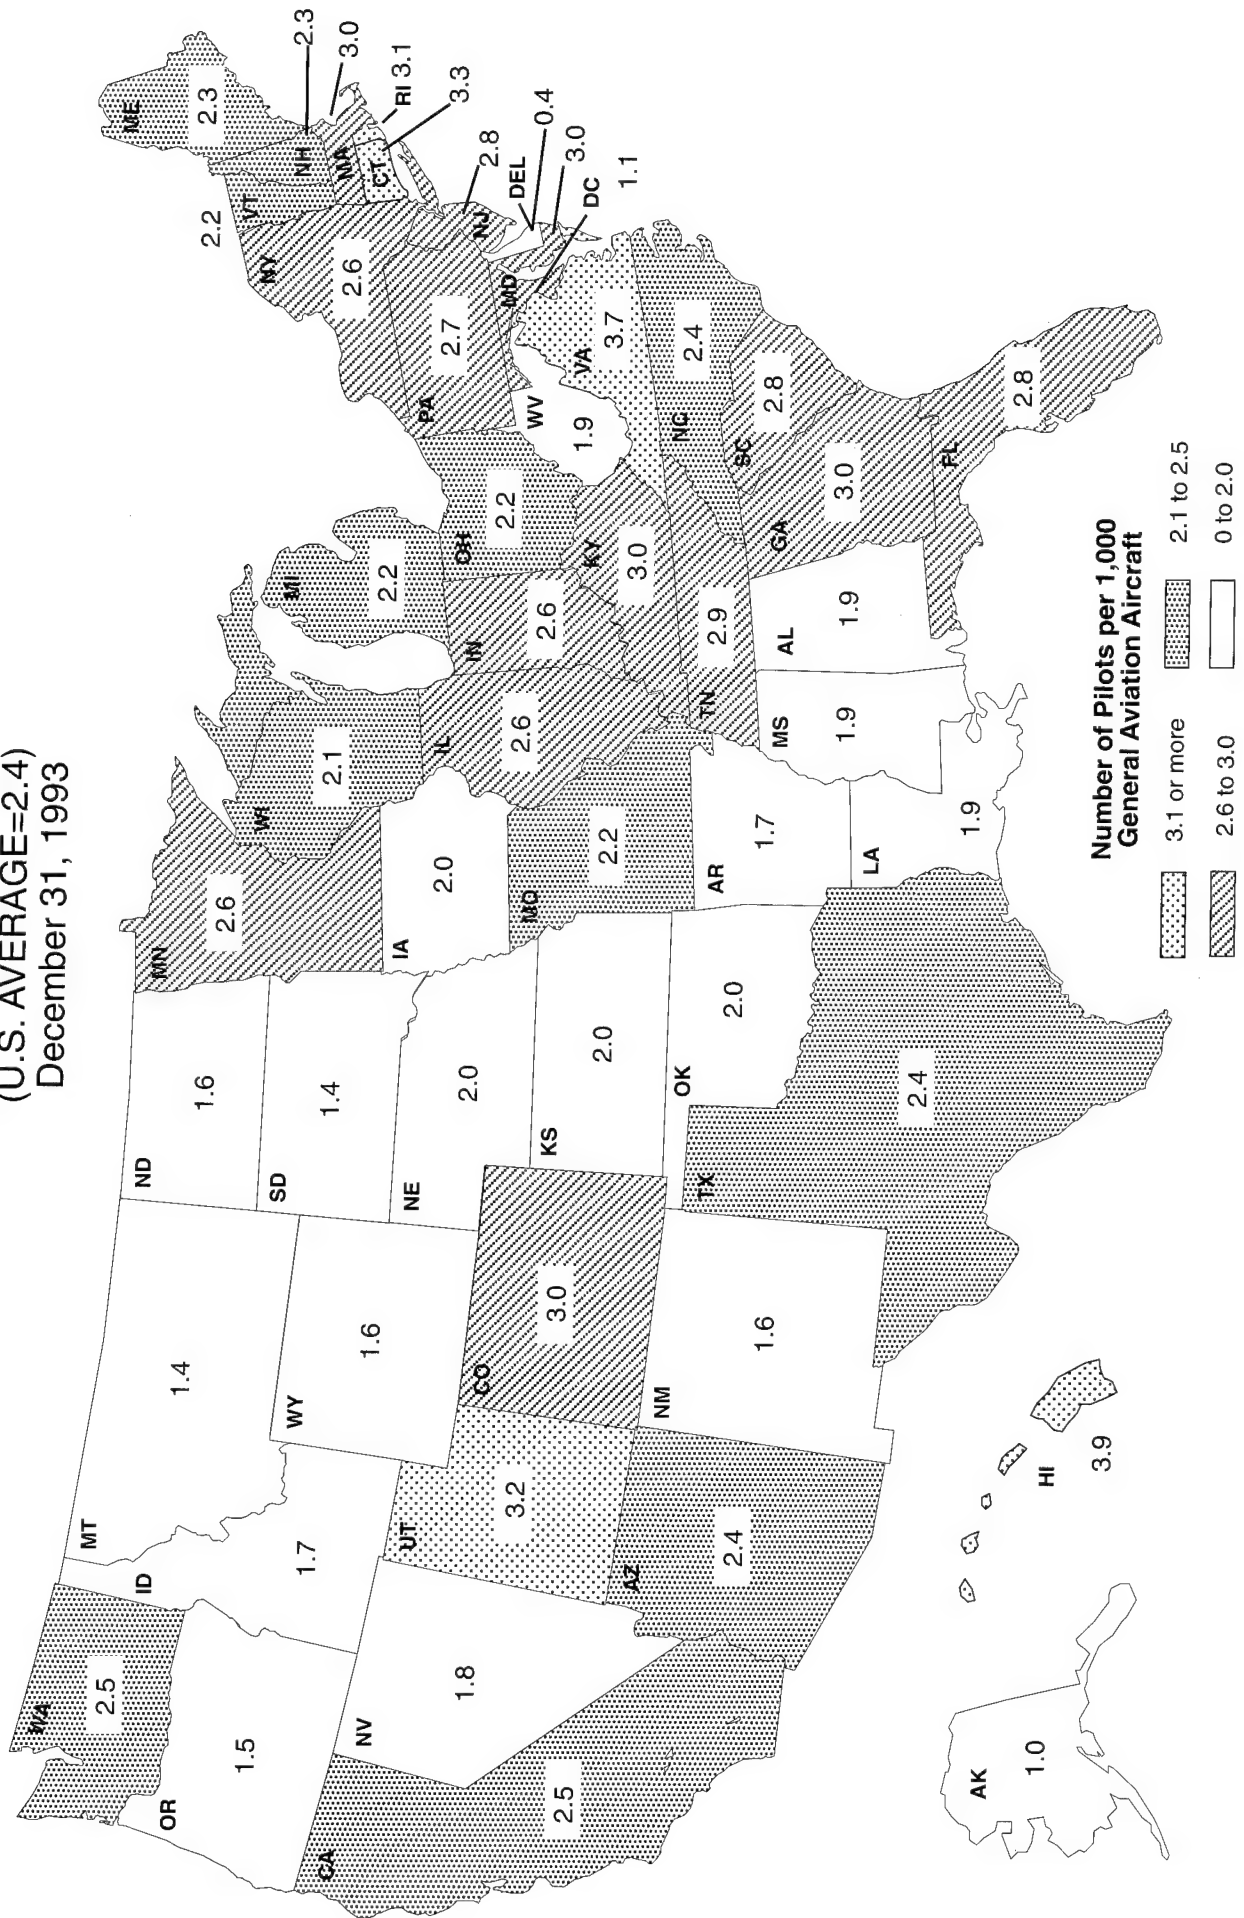 (U.S. AVERAGE=2.4)
December 31, 1993
WA
2.5
OR
1.5
CA
2.5
NV
1.8
ID
1.7
MT
1.4
WY
1.6
UT
3.2
AZ
2.4
CO
3.0
NM
1.6
ND
1.6
SD
1.4
NE
2.0
KS
2.0
OK
2.0
TX
2.4
MN
2.6
IA
2.0
MO
2.2
AR
1.7
LA
1.9
WI
2.1
IL
2.6
MI
2.2
IN
2.6
OH
2.2
KY
3.0
TN
2.9
MS
1.9
AL
1.9
GA
3.0
FL
2.8
SC
2.8
NC
2.4
VA
3.7
WV
1.9
PA
2.7
NY
2.6
VT
2.2
NH
2.3
ME
2.3
MA
3.0
RI 3.1
CT
3.3
NJ
2.8
DEL
0.4
MD
3.0
DC
1.1
AK
1.0
HI
3.9
Number of Pilots per 1,000
General Aviation Aircraft
3.1 or more
2.1 to 2.5
2.6 to 3.0
0 to 2.0